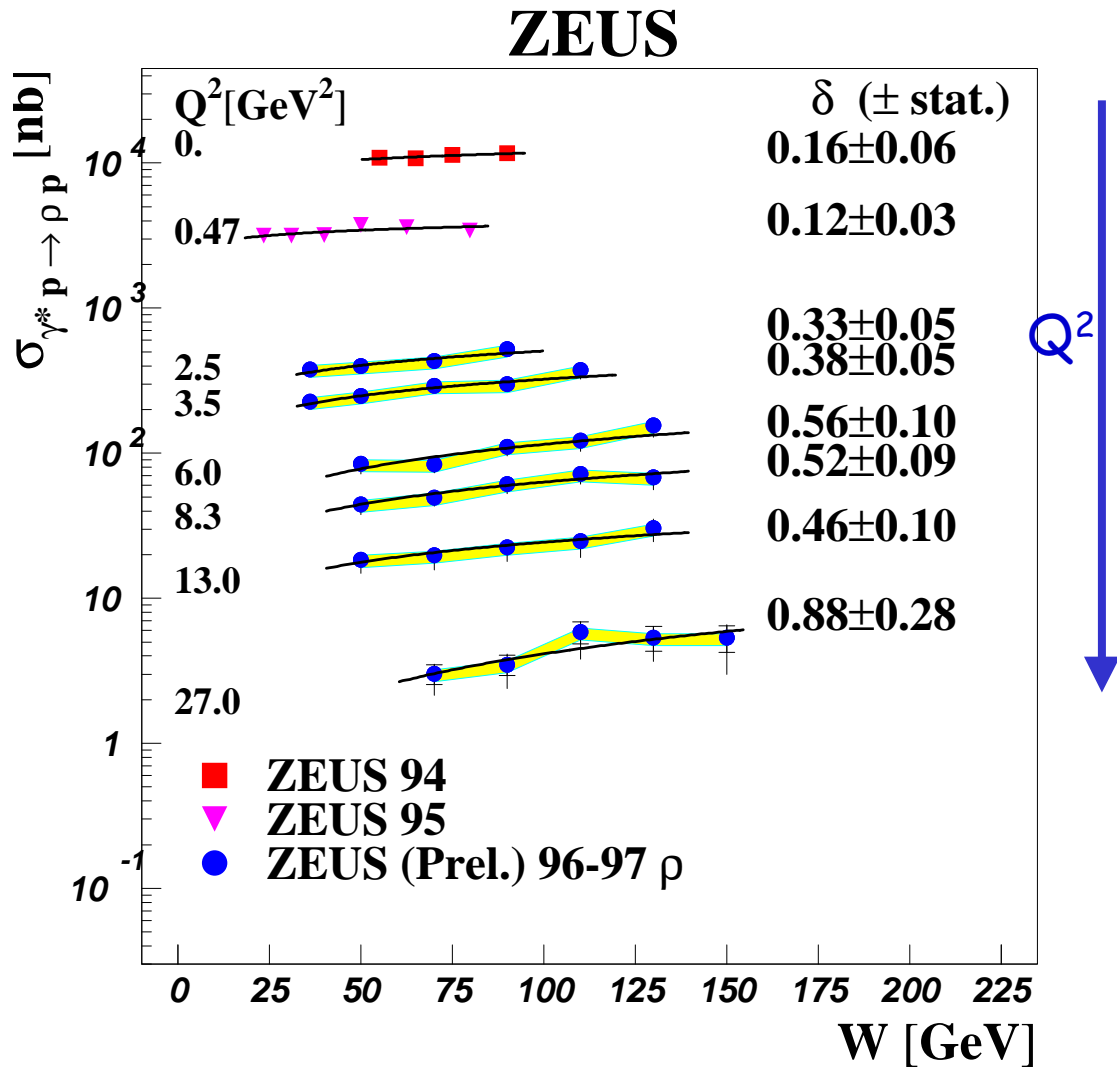 ZEUS
σγ* p → ρ p [nb]
Q²[GeV²]
δ (± stat.)
0.
0.16±0.06
0.47
0.12±0.03
2.5
0.33±0.05
3.5
0.38±0.05
6.0
0.56±0.10
8.3
0.52±0.09
13.0
0.46±0.10
27.0
0.88±0.28
Q²
10⁴
10³
10²
10
1
10⁻¹
ZEUS 94
ZEUS 95
ZEUS (Prel.) 96-97 ρ
0 25 50 75 100 125 150 175 200 225
W [GeV]